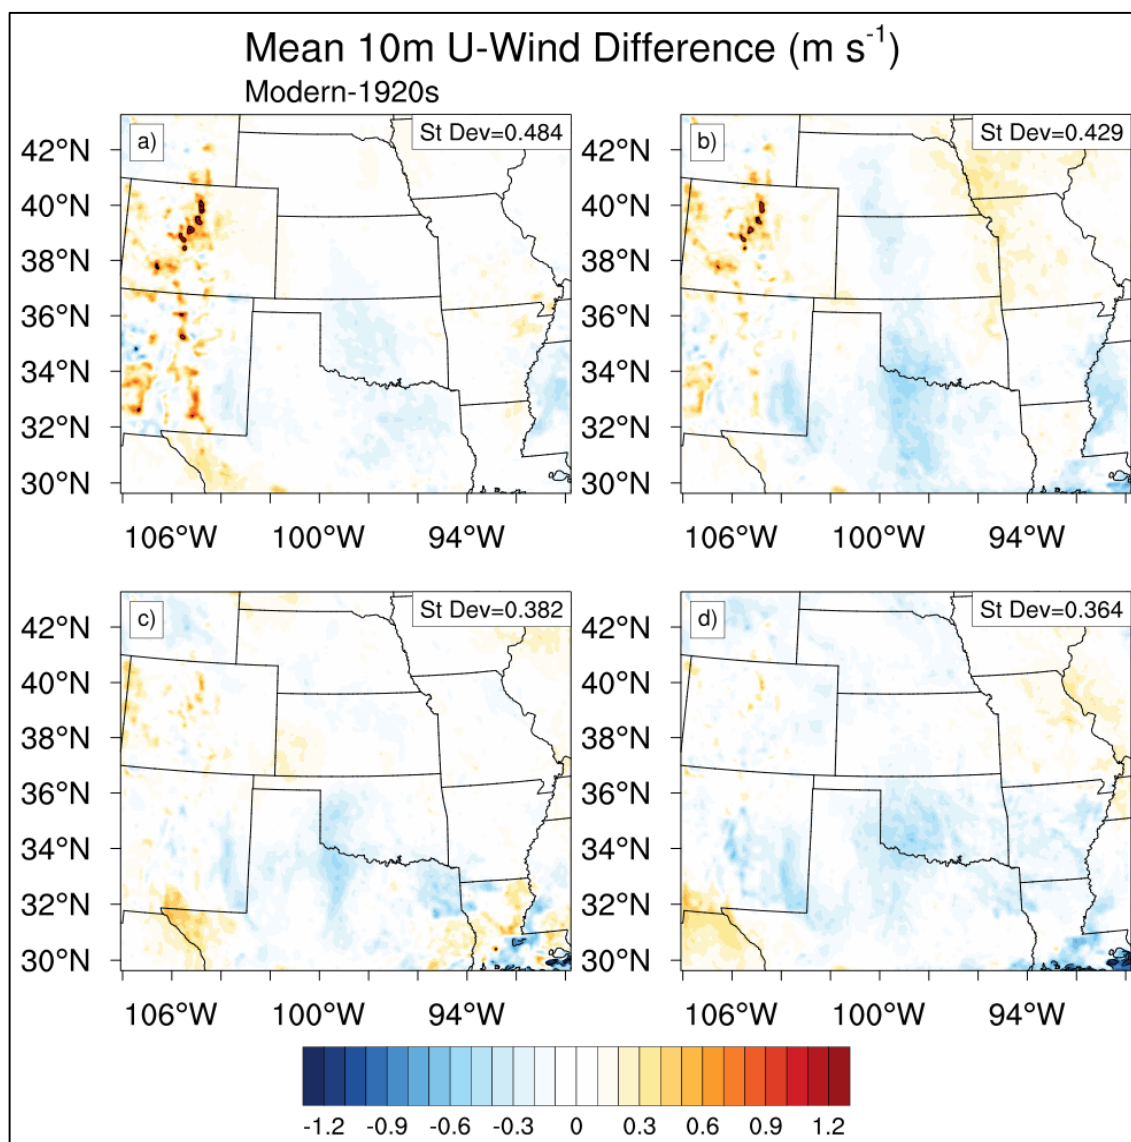 Mean 10m U-Wind Difference (m s⁻¹)
Modern-1920s
a) St Dev=0.484
42°N
40°N
38°N
36°N
34°N
32°N
30°N
106°W 100°W 94°W
b) St Dev=0.429
42°N
40°N
38°N
36°N
34°N
32°N
30°N
106°W 100°W 94°W
c) St Dev=0.382
42°N
40°N
38°N
36°N
34°N
32°N
30°N
106°W 100°W 94°W
d) St Dev=0.364
42°N
40°N
38°N
36°N
34°N
32°N
30°N
106°W 100°W 94°W
-1.2 -0.9 -0.6 -0.3 0 0.3 0.6 0.9 1.2